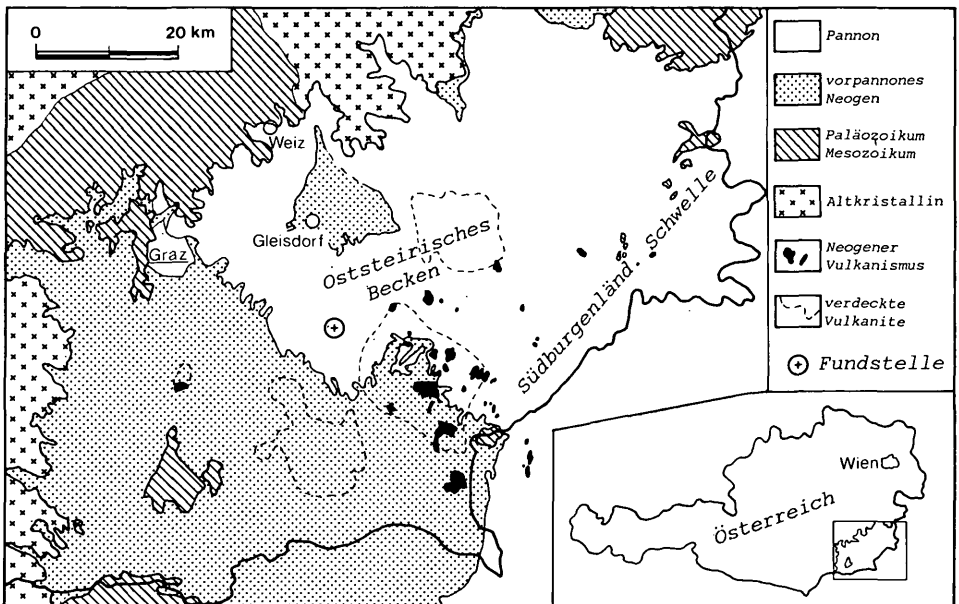 0 20 km
Weiz
Gleisdorf
Graz
Oststeirisches
Becken
Südburgenländ. Schwelle
Pannon
vorpannones
Neogen
Paläozoikum
Mesozoikum
Altkristallin
Neogener
Vulkanismus
verdeckte
Vulkanite
Fundstelle
Wien
Österreich